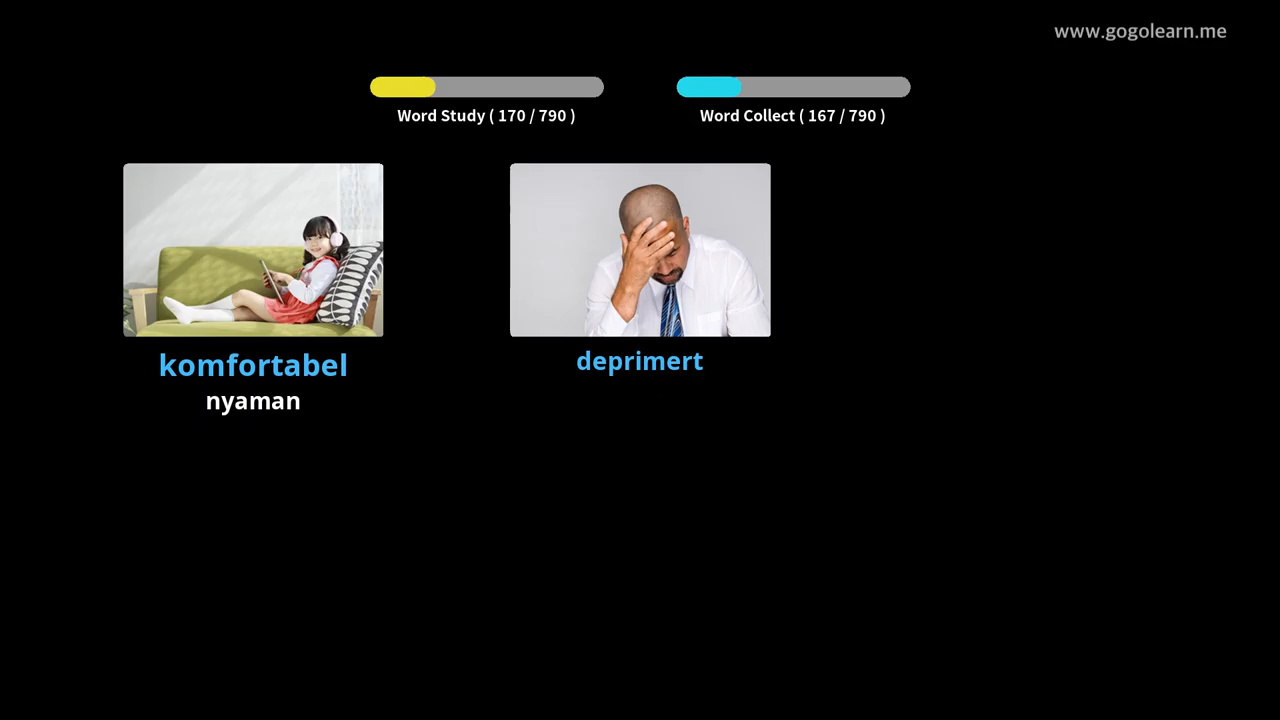 www.gogolearn.me
Word Study ( 170 / 790 )
Word Collect ( 167 / 790 )
komfortabel
nyaman
deprimert